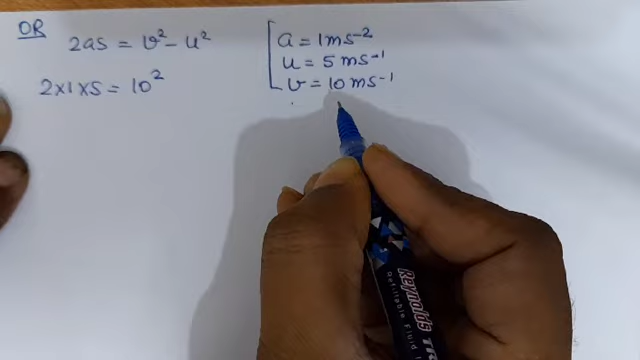 OR
2as = v² - u²
2×1×S = 10²
a = 1ms⁻²
u = 5 ms⁻¹
v = 10 ms⁻¹
Reynolds